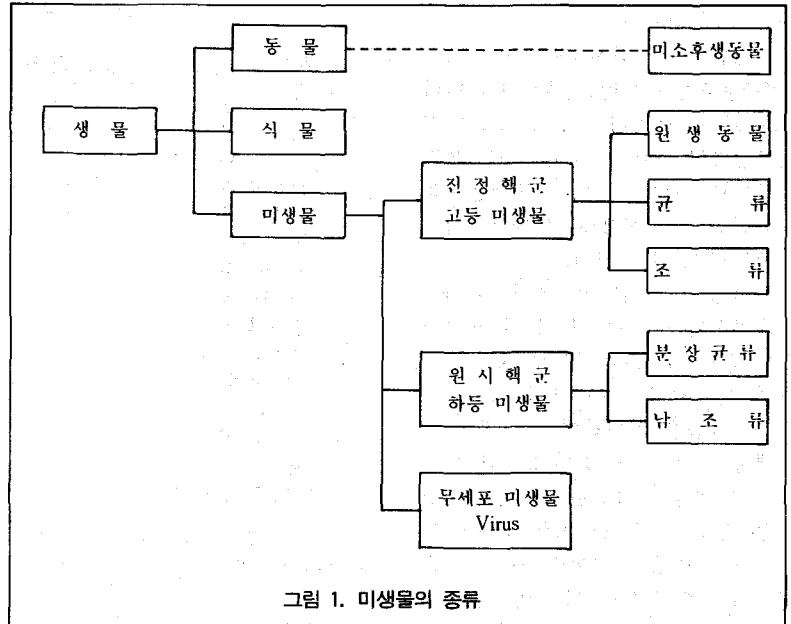 동 물
미소후생동물
생 물
식 물
원 생 동 물
미생물
진 정 핵 군
고등 미생물
균 류
조 류
원 시 핵 군
하등 미생물
분 상 균 류
남 조 류
무세포 미생물
Virus
그림 1. 미생물의 종류